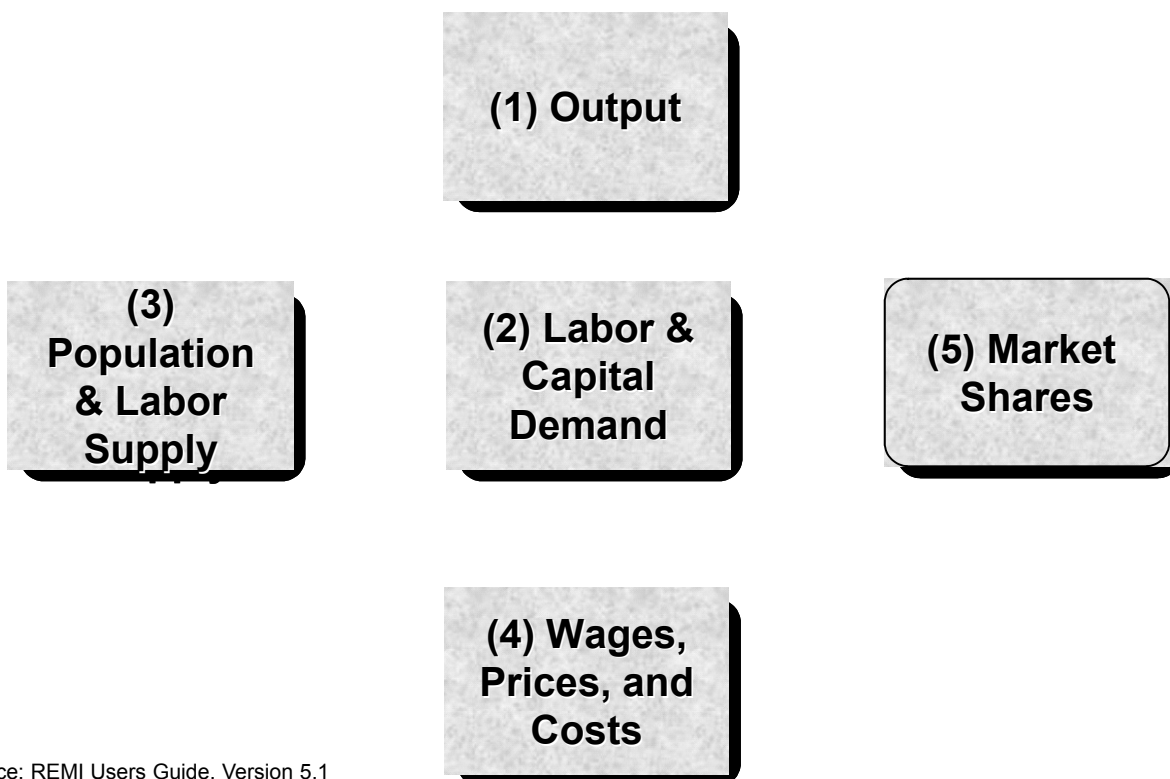 (1) Output
(3)
Population
& Labor
Supply
(2) Labor &
Capital
Demand
(5) Market
Shares
(4) Wages,
Prices, and
Costs
ce: REMI Users Guide. Version 5.1